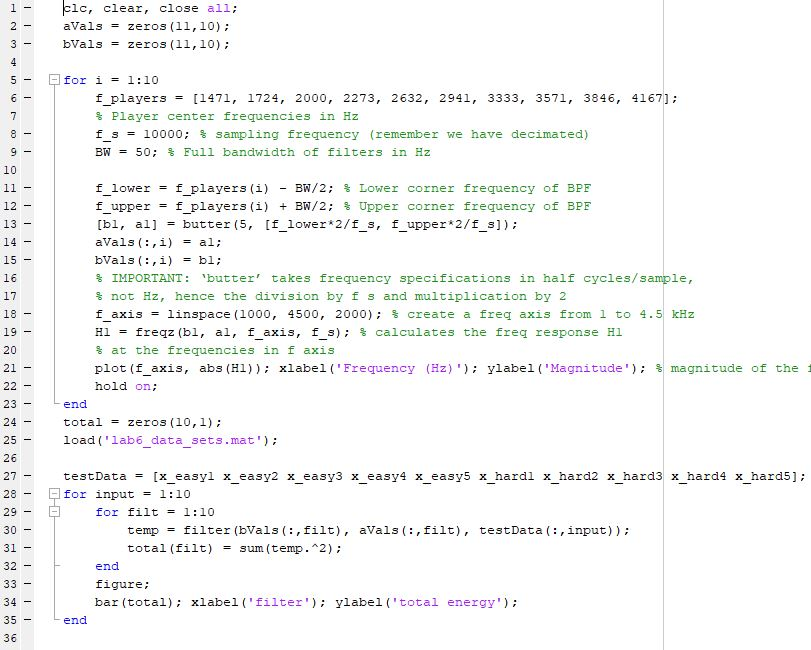 1 clc, clear, close all;
2 aVals = zeros(11,10);
3 bVals = zeros(11,10);
4
5 for i = 1:10
6 f_players = [1471, 1724, 2000, 2273, 2632, 2941, 3333, 3571, 3846, 4167];
7 % Player center frequencies in Hz
8 f_s = 10000; % sampling frequency (remember we have decimated)
9 BW = 50; % Full bandwidth of filters in Hz
10
11 f_lower = f_players(i) - BW/2; % Lower corner frequency of BPF
12 f_upper = f_players(i) + BW/2; % Upper corner frequency of BPF
13 [b1, a1] = butter(5, [f_lower*2/f_s, f_upper*2/f_s]);
14 aVals(:,i) = a1;
15 bVals(:,i) = b1;
16 % IMPORTANT: ‘butter’ takes frequency specifications in half cycles/sample,
17 % not Hz, hence the division by f s and multiplication by 2
18 f_axis = linspace(1000, 4500, 2000); % create a freq axis from 1 to 4.5 kHz
19 H1 = freqz(b1, a1, f_axis, f_s); % calculates the freq response H1
20 % at the frequencies in f axis
21 plot(f_axis, abs(H1)); xlabel('Frequency (Hz)'); ylabel('Magnitude'); % magnitude of the
22 hold on;
23 end
24 total = zeros(10,1);
25 load('lab6_data_sets.mat');
26
27 testData = [x_easy1 x_easy2 x_easy3 x_easy4 x_easy5 x_hard1 x_hard2 x_hard3 x_hard4 x_hard5];
28 for input = 1:10
29 for filt = 1:10
30 temp = filter(bVals(:,filt), aVals(:,filt), testData(:,input));
31 total(filt) = sum(temp.^2);
32 end
33 figure;
34 bar(total); xlabel('filter'); ylabel('total energy');
35 end
36